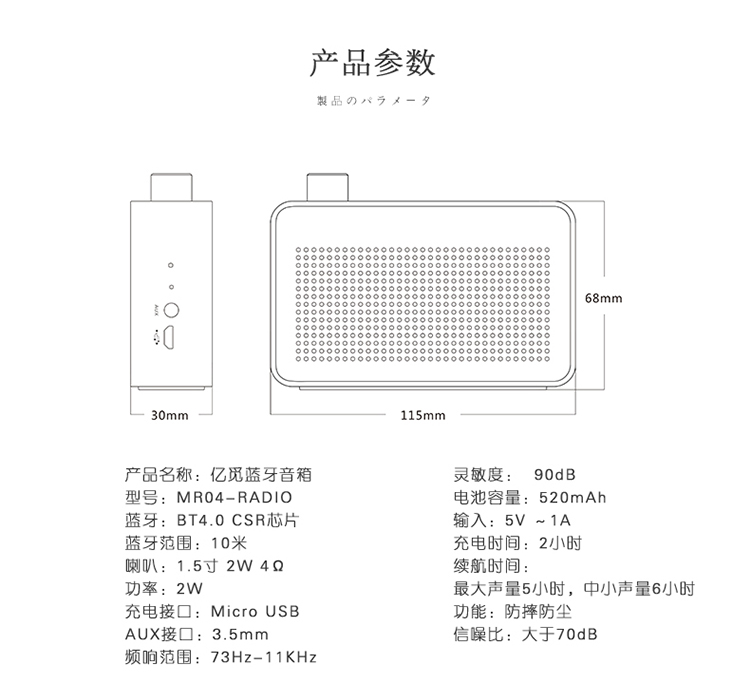 产品参数
製品のパラメータ
AUX
68mm
30mm
115mm
产品名称：亿觅蓝牙音箱
型号：MR04-RADIO
蓝牙：BT4.0 CSR芯片
蓝牙范围：10米
喇叭：1.5寸 2W 4Ω
功率：2W
充电接口：Micro USB
AUX接口：3.5mm
频响范围：73Hz-11KHz
灵敏度： 90dB
电池容量：520mAh
输入：5V ~1A
充电时间：2小时
续航时间：
最大声量5小时，中小声量6小时
功能：防摔防尘
信噪比：大于70dB